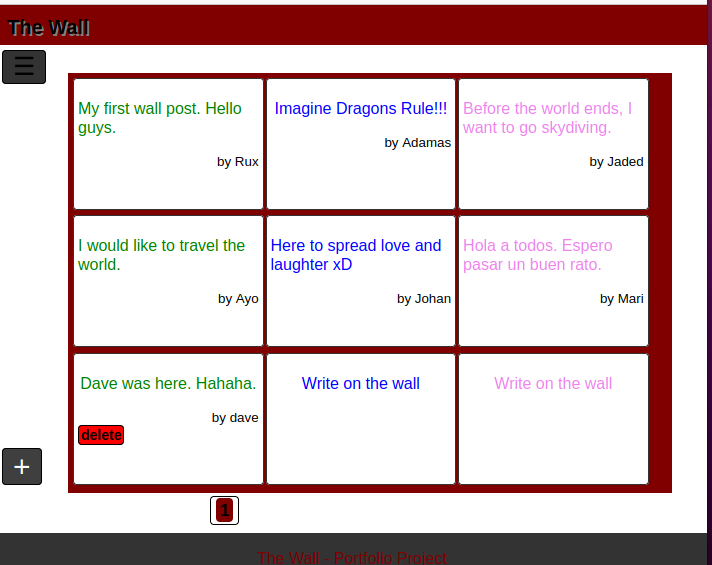 The Wall
☰
My first wall post. Hello
guys.
by Rux
Imagine Dragons Rule!!!
by Adamas
Before the world ends, I
want to go skydiving.
by Jaded
I would like to travel the
world.
by Ayo
Here to spread love and
laughter xD
by Johan
Hola a todos. Espero
pasar un buen rato.
by Mari
Dave was here. Hahaha.
by dave
delete
Write on the wall
Write on the wall
+
1
The Wall - Portfolio Project